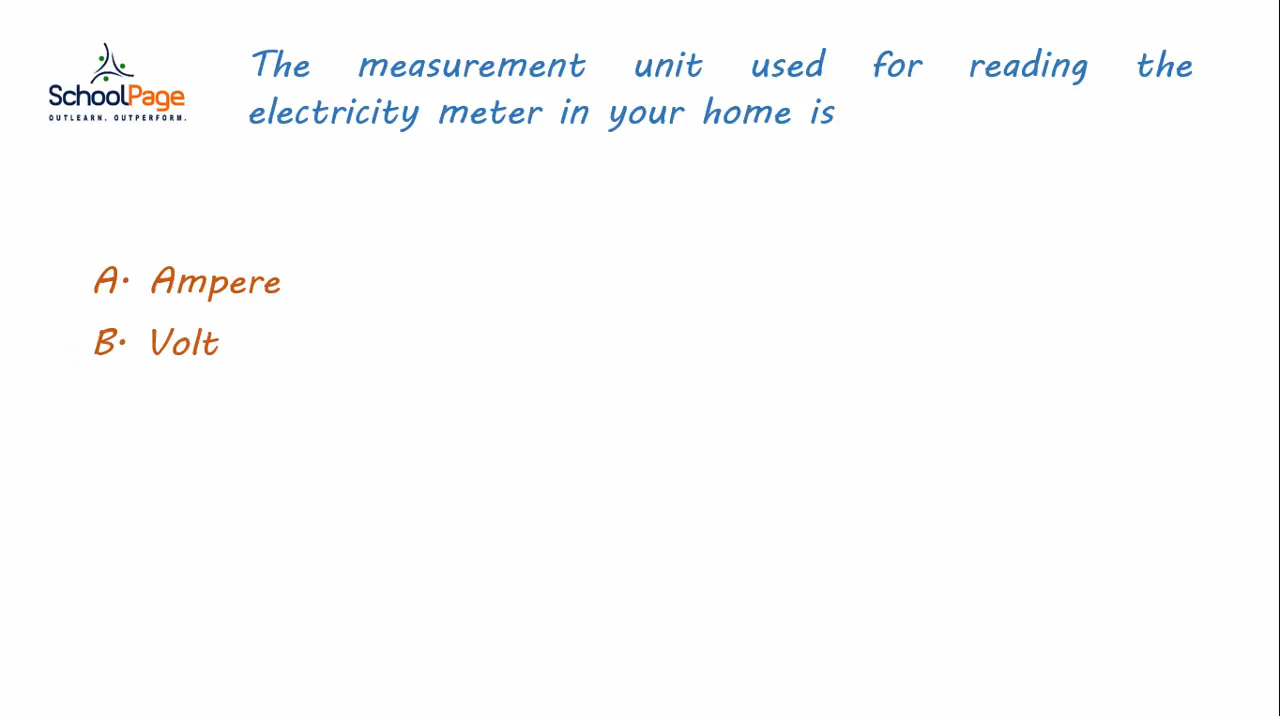 The measurement unit used for reading the
electricity meter in your home is
SchoolPage
OUTLEARN. OUTPERFORM.
A. Ampere
B. Volt